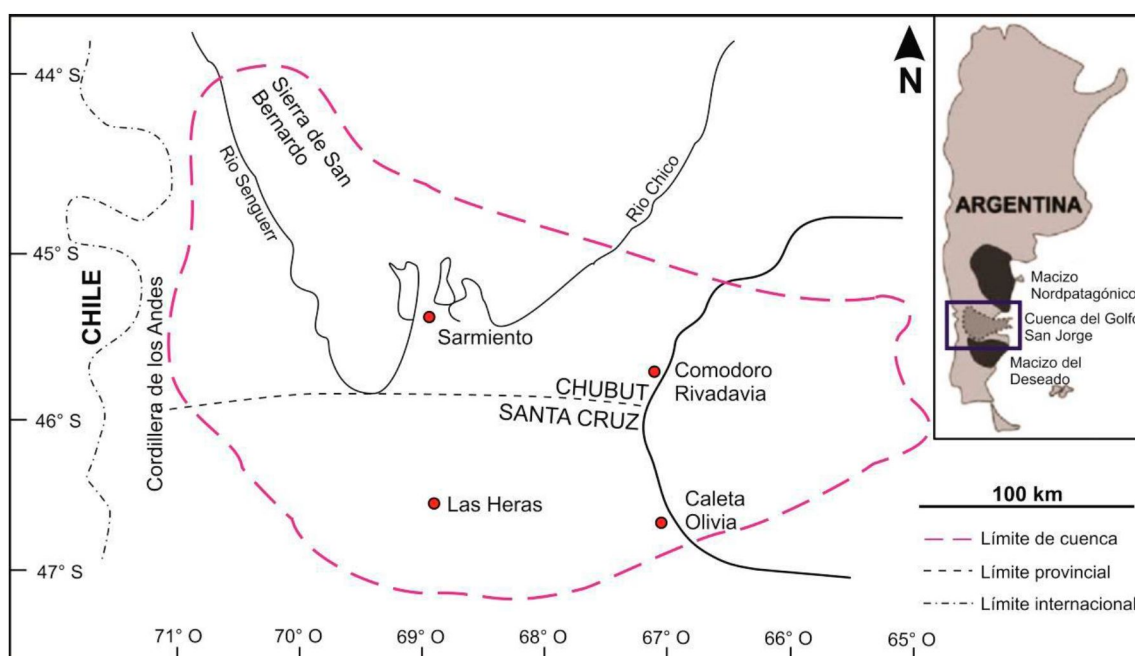 44° S
45° S
46° S
47° S
CHILE
Cordillera de los Andes
Rio Senguerr
Sierra de San
Bernardo
Rio Chico
N
Sarmiento
CHUBUT
SANTA CRUZ
Comodoro
Rivadavia
Las Heras
Caleta
Olivia
71° O
70° O
69° O
68° O
67° O
66° O
65° O
ARGENTINA
Macizo
Nordpatagónico
Cuenca del Golfo
San Jorge
Macizo del
Deseado
100 km
Límite de cuenca
Límite provincial
Límite internacional